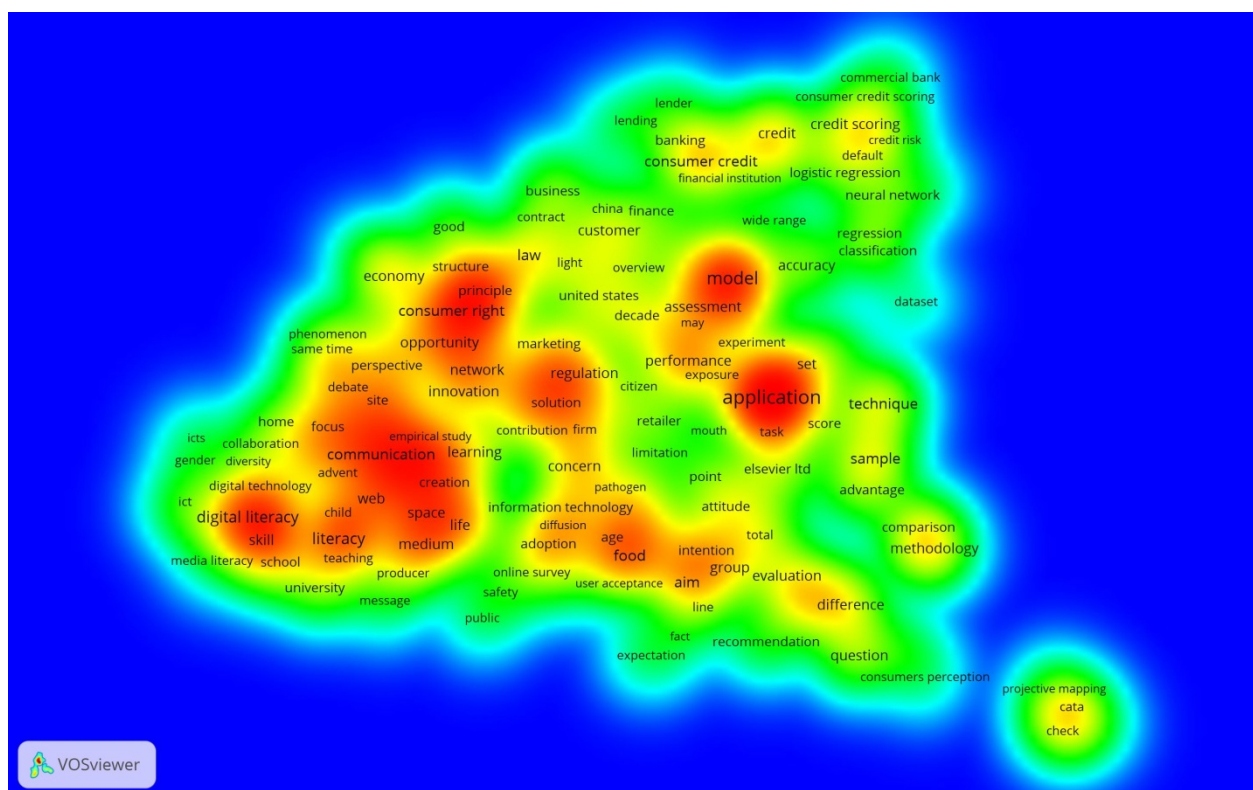 commercial bank
lender
consumer credit scoring
lending
credit scoring
credit
banking
credit risk
consumer credit
default
financial institution
logistic regression
business
neural network
contract
china
finance
wide range
good
customer
regression
law
classification
structure
light
overview
accuracy
economy
model
principle
united states
dataset
consumer right
assessment
decade
may
phenomenon
opportunity
marketing
experiment
same time
performance
set
perspective
network
regulation
exposure
debate
innovation
citizen
site
solution
application
technique
home
focus
retailer
score
icts
empirical study
contribution
firm
mouth
task
collaboration
communication
learning
limitation
sample
gender
diversity
advent
concern
point
elsevier ltd
digital technology
creation
pathogen
advantage
ict
web
information technology
attitude
child
space
digital literacy
life
diffusion
comparison
skill
literacy
age
total
medium
adoption
food
intention
methodology
media literacy
school
teaching
group
producer
online survey
user acceptance
aim
evaluation
university
safety
message
line
difference
public
fact
recommendation
expectation
question
consumers perception
projective mapping
cata
check
VOSviewer